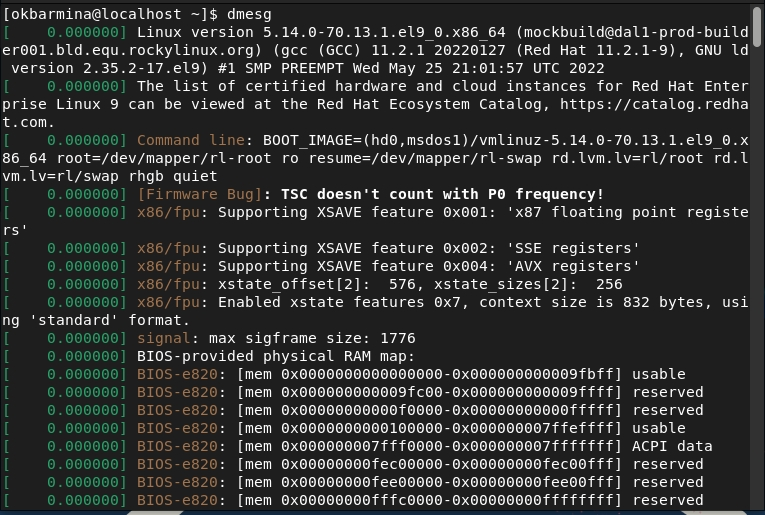 [okbarmina@localhost ~]$ dmesg
[    0.000000] Linux version 5.14.0-70.13.1.el9_0.x86_64 (mockbuild@dal1-prod-build
er001.bld.equ.rockylinux.org) (gcc (GCC) 11.2.1 20220127 (Red Hat 11.2.1-9), GNU ld
 version 2.35.2-17.el9) #1 SMP PREEMPT Wed May 25 21:01:57 UTC 2022
[    0.000000] The list of certified hardware and cloud instances for Red Hat Enter
prise Linux 9 can be viewed at the Red Hat Ecosystem Catalog, https://catalog.redha
t.com.
[    0.000000] Command line: BOOT_IMAGE=(hd0,msdos1)/vmlinuz-5.14.0-70.13.1.el9_0.x
86_64 root=/dev/mapper/rl-root ro resume=/dev/mapper/rl-swap rd.lvm.lv=rl/root rd.l
vm.lv=rl/swap rhgb quiet
[    0.000000] [Firmware Bug]: TSC doesn't count with P0 frequency!
[    0.000000] x86/fpu: Supporting XSAVE feature 0x001: 'x87 floating point registe
rs'
[    0.000000] x86/fpu: Supporting XSAVE feature 0x002: 'SSE registers'
[    0.000000] x86/fpu: Supporting XSAVE feature 0x004: 'AVX registers'
[    0.000000] x86/fpu: xstate_offset[2]:  576, xstate_sizes[2]:  256
[    0.000000] x86/fpu: Enabled xstate features 0x7, context size is 832 bytes, usi
ng 'standard' format.
[    0.000000] signal: max sigframe size: 1776
[    0.000000] BIOS-provided physical RAM map:
[    0.000000] BIOS-e820: [mem 0x0000000000000000-0x000000000009fbff] usable
[    0.000000] BIOS-e820: [mem 0x000000000009fc00-0x000000000009ffff] reserved
[    0.000000] BIOS-e820: [mem 0x00000000000f0000-0x00000000000fffff] reserved
[    0.000000] BIOS-e820: [mem 0x0000000000100000-0x000000007ffeffff] usable
[    0.000000] BIOS-e820: [mem 0x000000007fff0000-0x000000007fffffff] ACPI data
[    0.000000] BIOS-e820: [mem 0x00000000fec00000-0x00000000fec00fff] reserved
[    0.000000] BIOS-e820: [mem 0x00000000fee00000-0x00000000fee00fff] reserved
[    0.000000] BIOS-e820: [mem 0x00000000fffc0000-0x00000000ffffffff] reserved